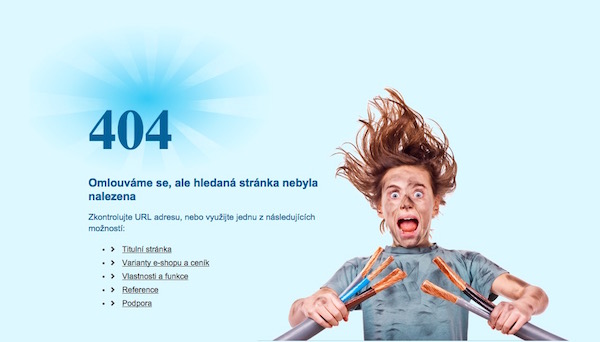 404
Omlouváme se, ale hledaná stránka nebyla
nalezena
Zkontrolujte URL adresu, nebo využijte jednu z následujících
možností:
Titulní stránka
Varianty e-shopu a ceník
Vlastnosti a funkce
Reference
Podpora